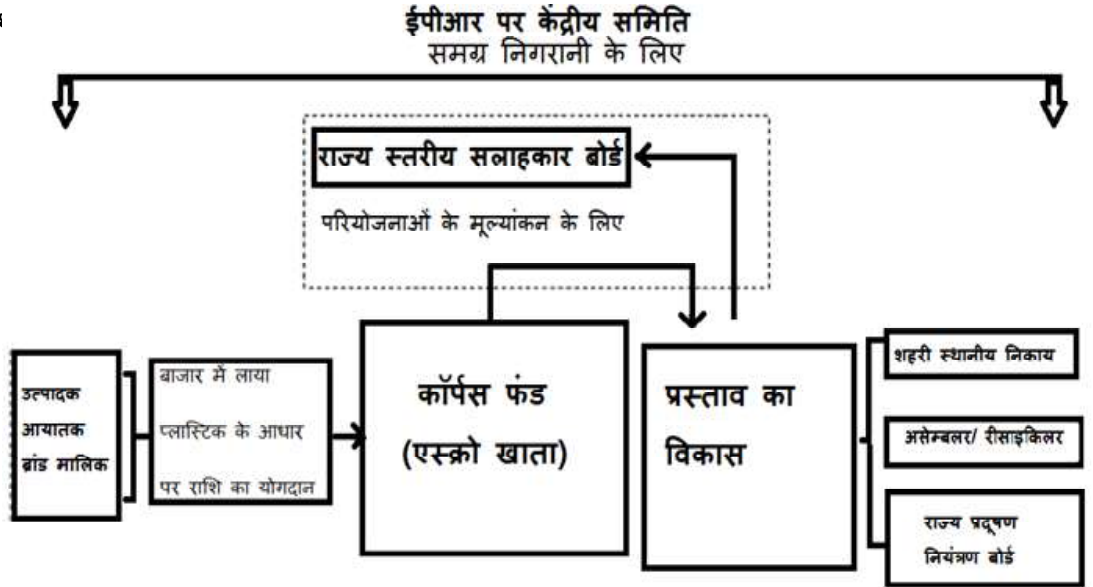 ईपीआर पर केंद्रीय समिति
समग्र निगरानी के लिए
राज्य स्तरीय सलाहकार बोर्ड
परियोजनाओं के मूल्यांकन के लिए
उत्पादक
आयातक
ब्रांड मालिक
बाजार में लाया
प्लास्टिक के आधार
पर राशि का योगदान
कॉर्पस फंड
(एस्क्रो खाता)
प्रस्ताव का
विकास
शहरी स्थानीय निकाय
असेम्बलर/ रीसाइकिलर
राज्य प्रदूषण
नियंत्रण बोर्ड